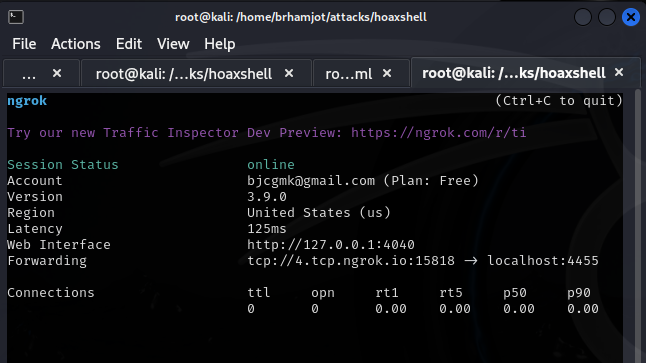 root@kali: /home/brhamjot/attacks/hoaxshell
File Actions Edit View Help
... × root@kali: /...ks/hoaxshell × ro...ml × root@kali: /...ks/hoaxshell ×
ngrok (Ctrl+C to quit)
Try our new Traffic Inspector Dev Preview: https://ngrok.com/r/ti
Session Status online
Account bjcgmk@gmail.com (Plan: Free)
Version 3.9.0
Region United States (us)
Latency 125ms
Web Interface http://127.0.0.1:4040
Forwarding tcp://4.tcp.ngrok.io:15818 -> localhost:4455
Connections ttl opn rt1 rt5 p50 p90
0 0 0.00 0.00 0.00 0.00